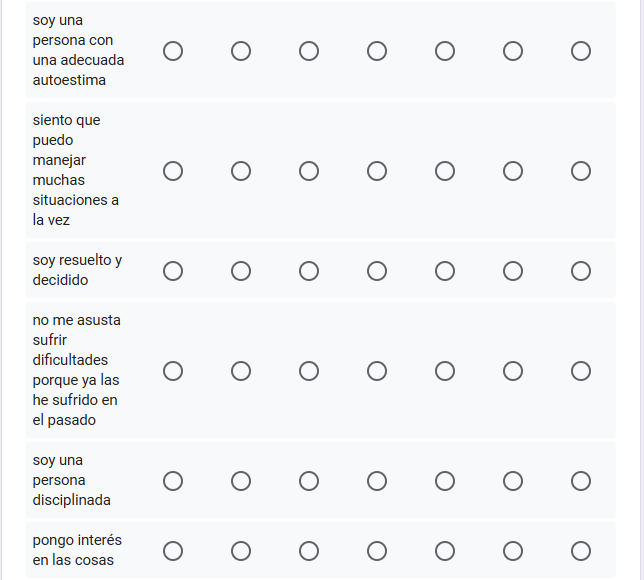 soy una
persona con
una adecuada
autoestima
siento que
puedo
manejar
muchas
situaciones a
la vez
soy resuelto y
decidido
no me asusta
sufrir
dificultades
porque ya las
he sufrido en
el pasado
soy una
persona
disciplinada
pongo interés
en las cosas